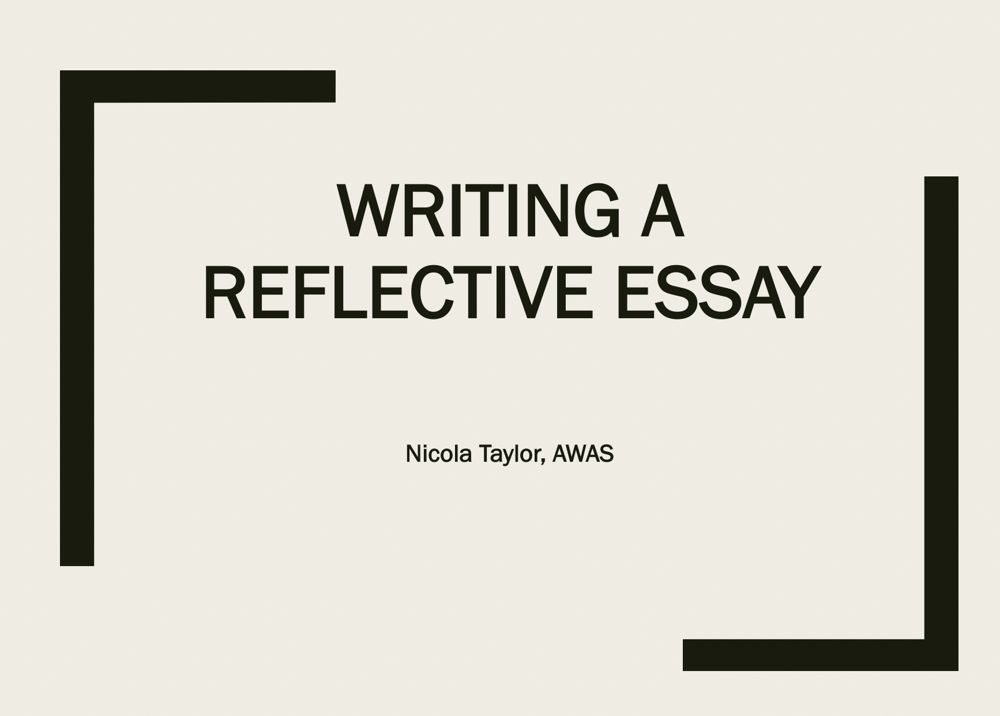 WRITING A
REFLECTIVE ESSAY
Nicola Taylor, AWAS